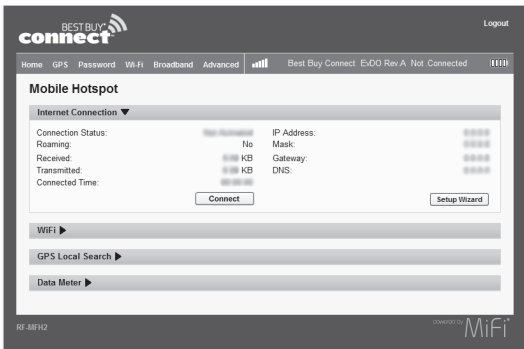 Logout
BEST BUY
connect
Home GPS Password Wi-Fi Broadband Advanced Best Buy Connect EvDO Rev.A Not Connected
Mobile Hotspot
Internet Connection
Connection Status: IP Address:
Roaming: No Mask:
Received: KB Gateway:
Transmitted: KB DNS:
Connected Time:
Connect Setup Wizard
WiFi
GPS Local Search
Data Meter
RF-MFH2 powered by MiFi